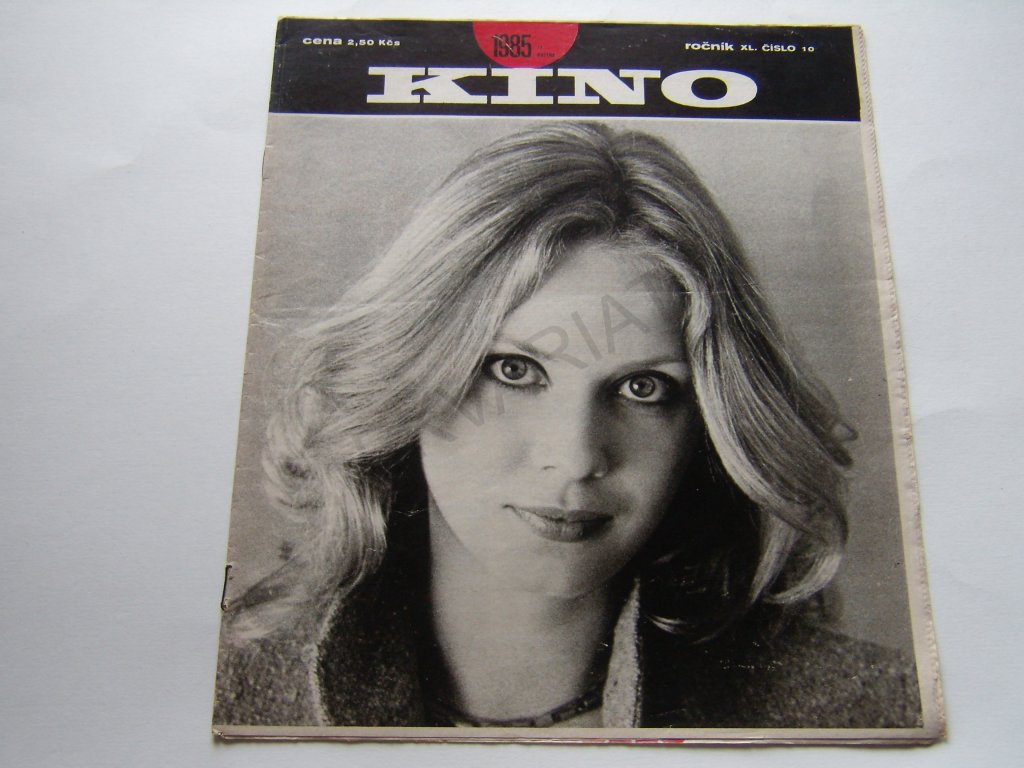 cena 2,50 Kčs
1985
ročník XL. ČÍSLO 10
KINO